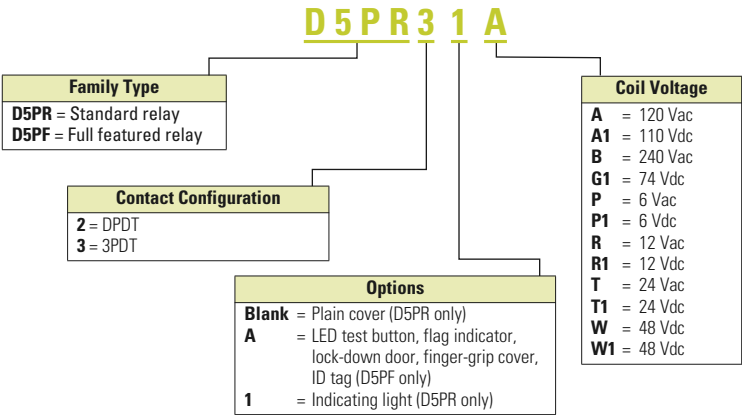 D5PR31A
Family Type
D5PR = Standard relay
D5PF = Full featured relay
Contact Configuration
2 = DPDT
3 = 3PDT
Options
Blank = Plain cover (D5PR only)
A = LED test button, flag indicator,
lock-down door, finger-grip cover,
ID tag (D5PF only)
1 = Indicating light (D5PR only)
Coil Voltage
A = 120 Vac
A1 = 110 Vdc
B = 240 Vac
G1 = 74 Vdc
P = 6 Vac
P1 = 6 Vdc
R = 12 Vac
R1 = 12 Vdc
T = 24 Vac
T1 = 24 Vdc
W = 48 Vdc
W1 = 48 Vdc